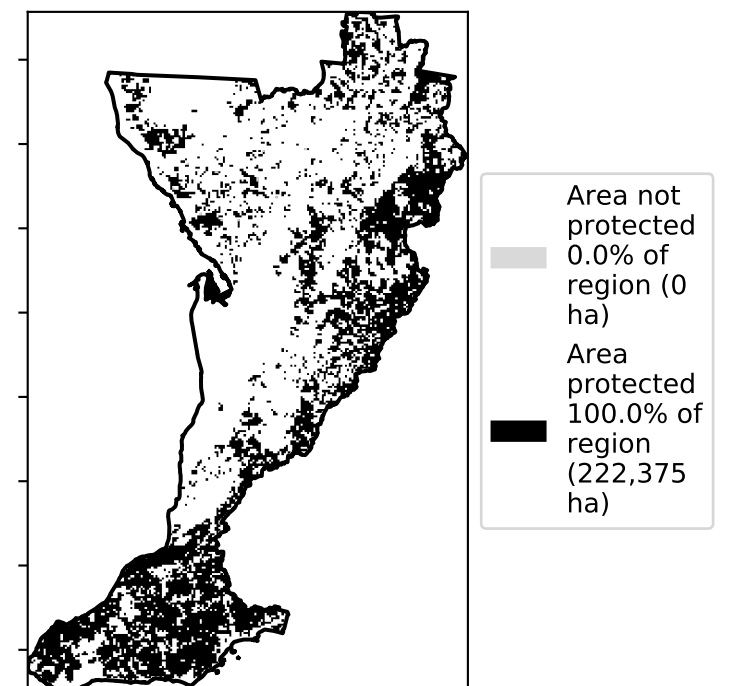 Area not
protected
0.0% of
region (0
ha)
Area
protected
100.0% of
region
(222,375
ha)